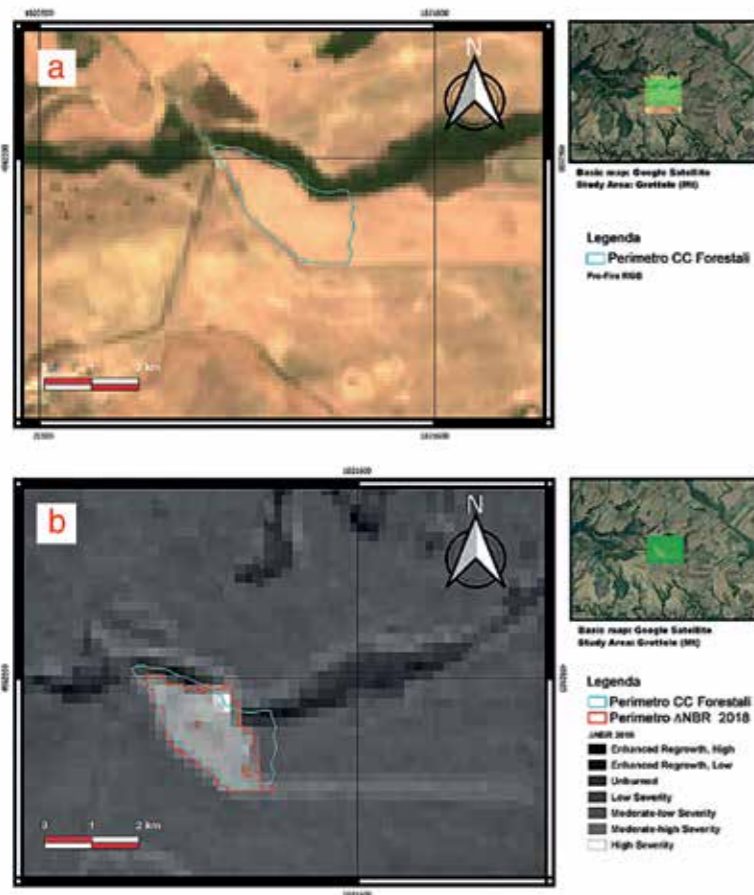 a
N
2 km
Basic map: Google Satellite
Study Area: Grottole (Mt)
Legenda
Perimetro CC Forestali
Pre-Fire RGB
b
N
0 1 2 km
Basic map: Google Satellite
Study Area: Grottole (Mt)
Legenda
Perimetro CC Forestali
Perimetro ΔNBR 2018
ΔNBR 2018
Enhanced Regrowth, High
Enhanced Regrowth, Low
Unburned
Low Severity
Moderate-low Severity
Moderate-high Severity
High Severity